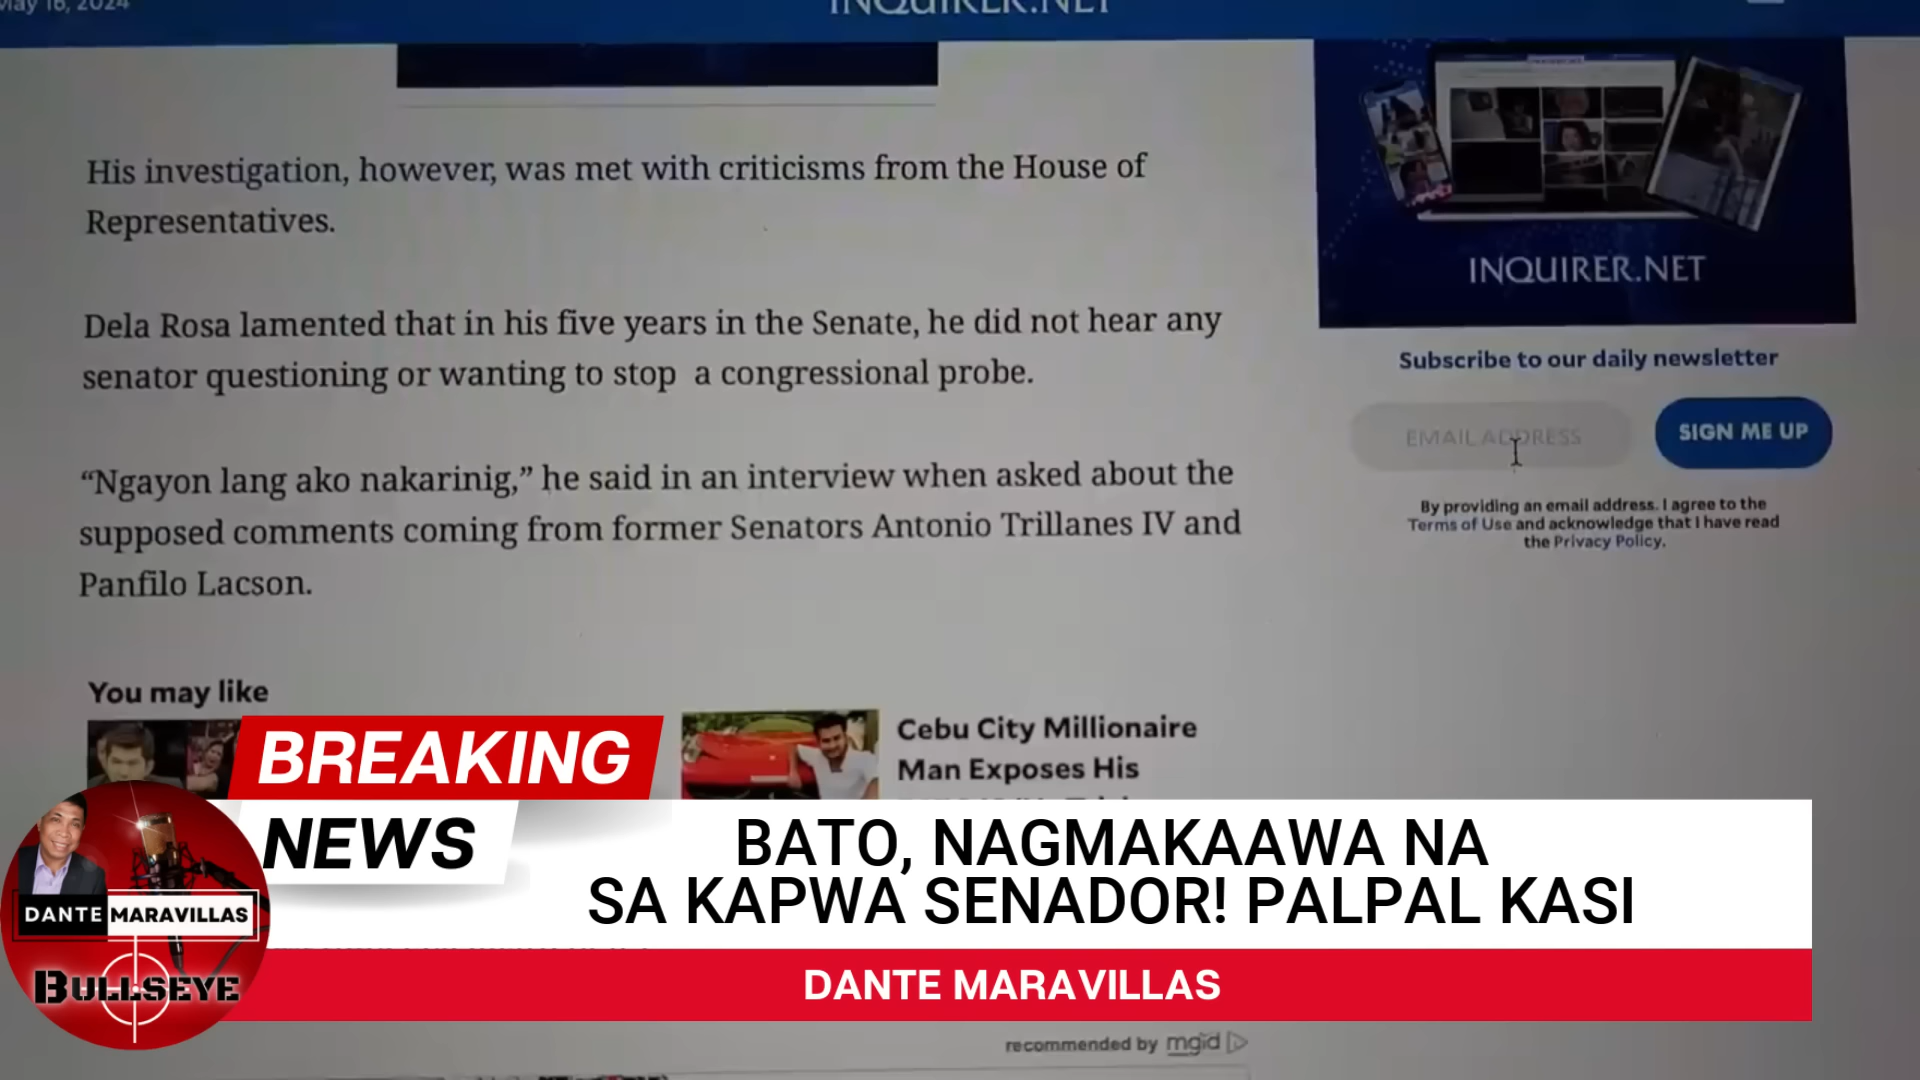 May 16, 2024
INQUIRER.NET
His investigation, however, was met with criticisms from the House of
Representatives.
Dela Rosa lamented that in his five years in the Senate, he did not hear any
senator questioning or wanting to stop a congressional probe.
“Ngayon lang ako nakarinig,” he said in an interview when asked about the
supposed comments coming from former Senators Antonio Trillanes IV and
Panfilo Lacson.
You may like
Cebu City Millionaire
Man Exposes His
INQUIRER.NET
Subscribe to our daily newsletter
EMAIL ADDRESS
SIGN ME UP
By providing an email address. I agree to the
Terms of Use and acknowledge that I have read
the Privacy Policy.
BREAKING
NEWS
BATO, NAGMAKAAWA NA
SA KAPWA SENADOR! PALPAL KASI
DANTE MARAVILLAS
DANTE MARAVILLAS
BULLSEYE
recommended by mgid